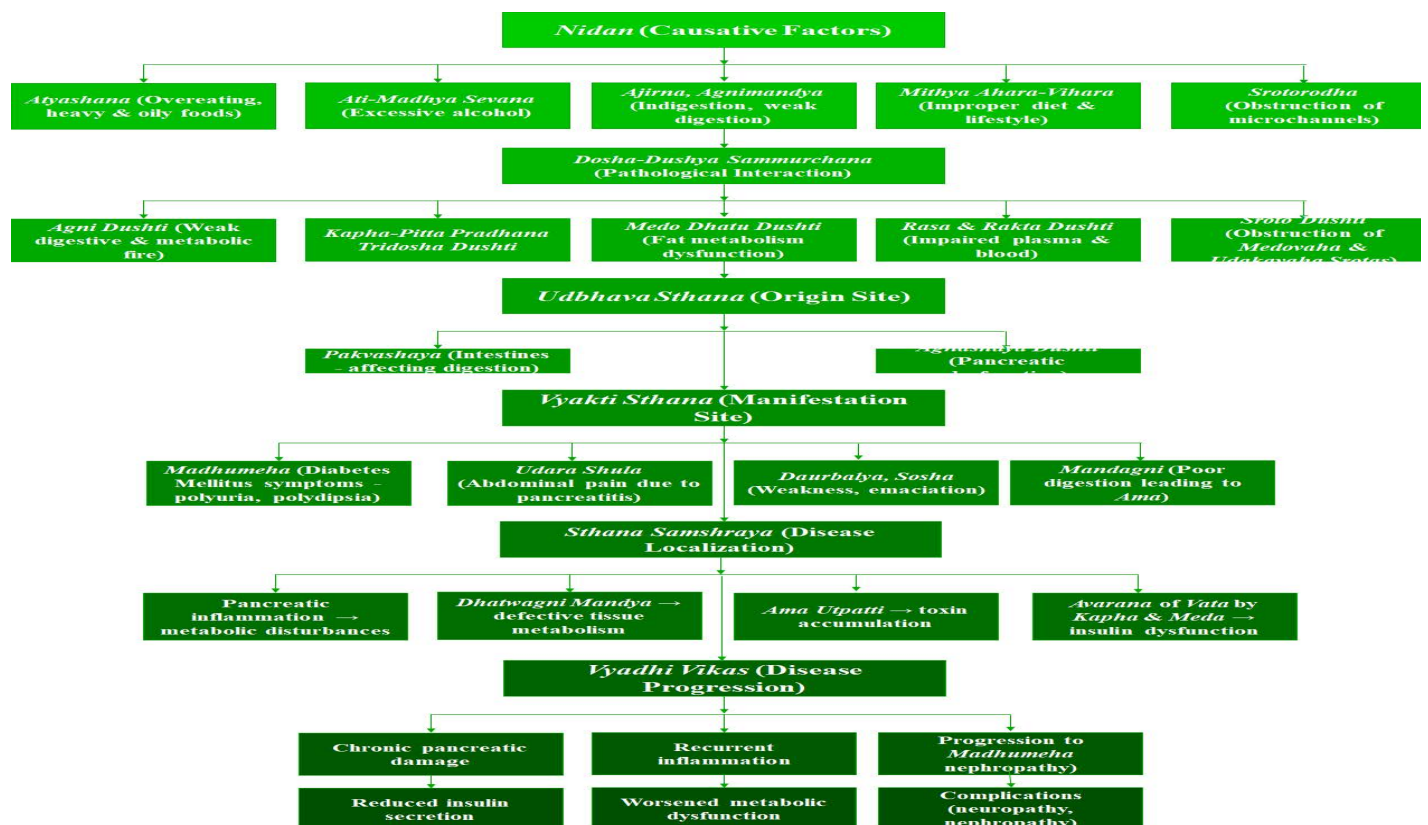 Nidan (Causative Factors)
Atyashana (Overeating,
heavy & oily foods)
Ati-Madhya Sevana
(Excessive alcohol)
Ajirna, Agnimandya
(Indigestion, weak
digestion)
Mithya Ahara-Vihara
(Improper diet &
lifestyle)
Srotorodha
(Obstruction of
microchannels)
Dosha-Dushya Sammurchana
(Pathological Interaction)
Agni Dushti (Weak
digestive & metabolic
fire)
Kapha-Pitta Pradhana
Tridosha Dushti
Medo Dhatu Dushti
(Fat metabolism
dysfunction)
Rasa & Rakta Dushti
(Impaired plasma &
blood)
Sroto Dushti
(Obstruction of
Medovaha &
Udakavaha Srotas)
Udbhava Sthana (Origin Site)
Pakvashaya (Intestines
- affecting digestion)
(Pancreatic
Vyakti Sthana (Manifestation
Site)
Madhumeha (Diabetes
Mellitus symptoms -
polyuria, polydipsia)
Udara Shula
(Abdominal pain due to
pancreatitis)
Daurbalya, Sosha
(Weakness, emaciation)
Mandagni (Poor
digestion leading to
Ama)
Sthana Samshraya (Disease
Localization)
Pancreatic
inflammation →
metabolic disturbances
Dhatwagni Mandya →
defective tissue
metabolism
Ama Utpatti → toxin
accumulation
Avarana of Vata by
Kapha & Meda →
insulin dysfunction
Vyadhi Vikas (Disease
Progression)
Chronic pancreatic
damage
Recurrent
inflammation
Progression to
Madhumeha
nephropathy)
Reduced insulin
secretion
Worsened metabolic
dysfunction
Complications
(neuropathy,
nephropathy)